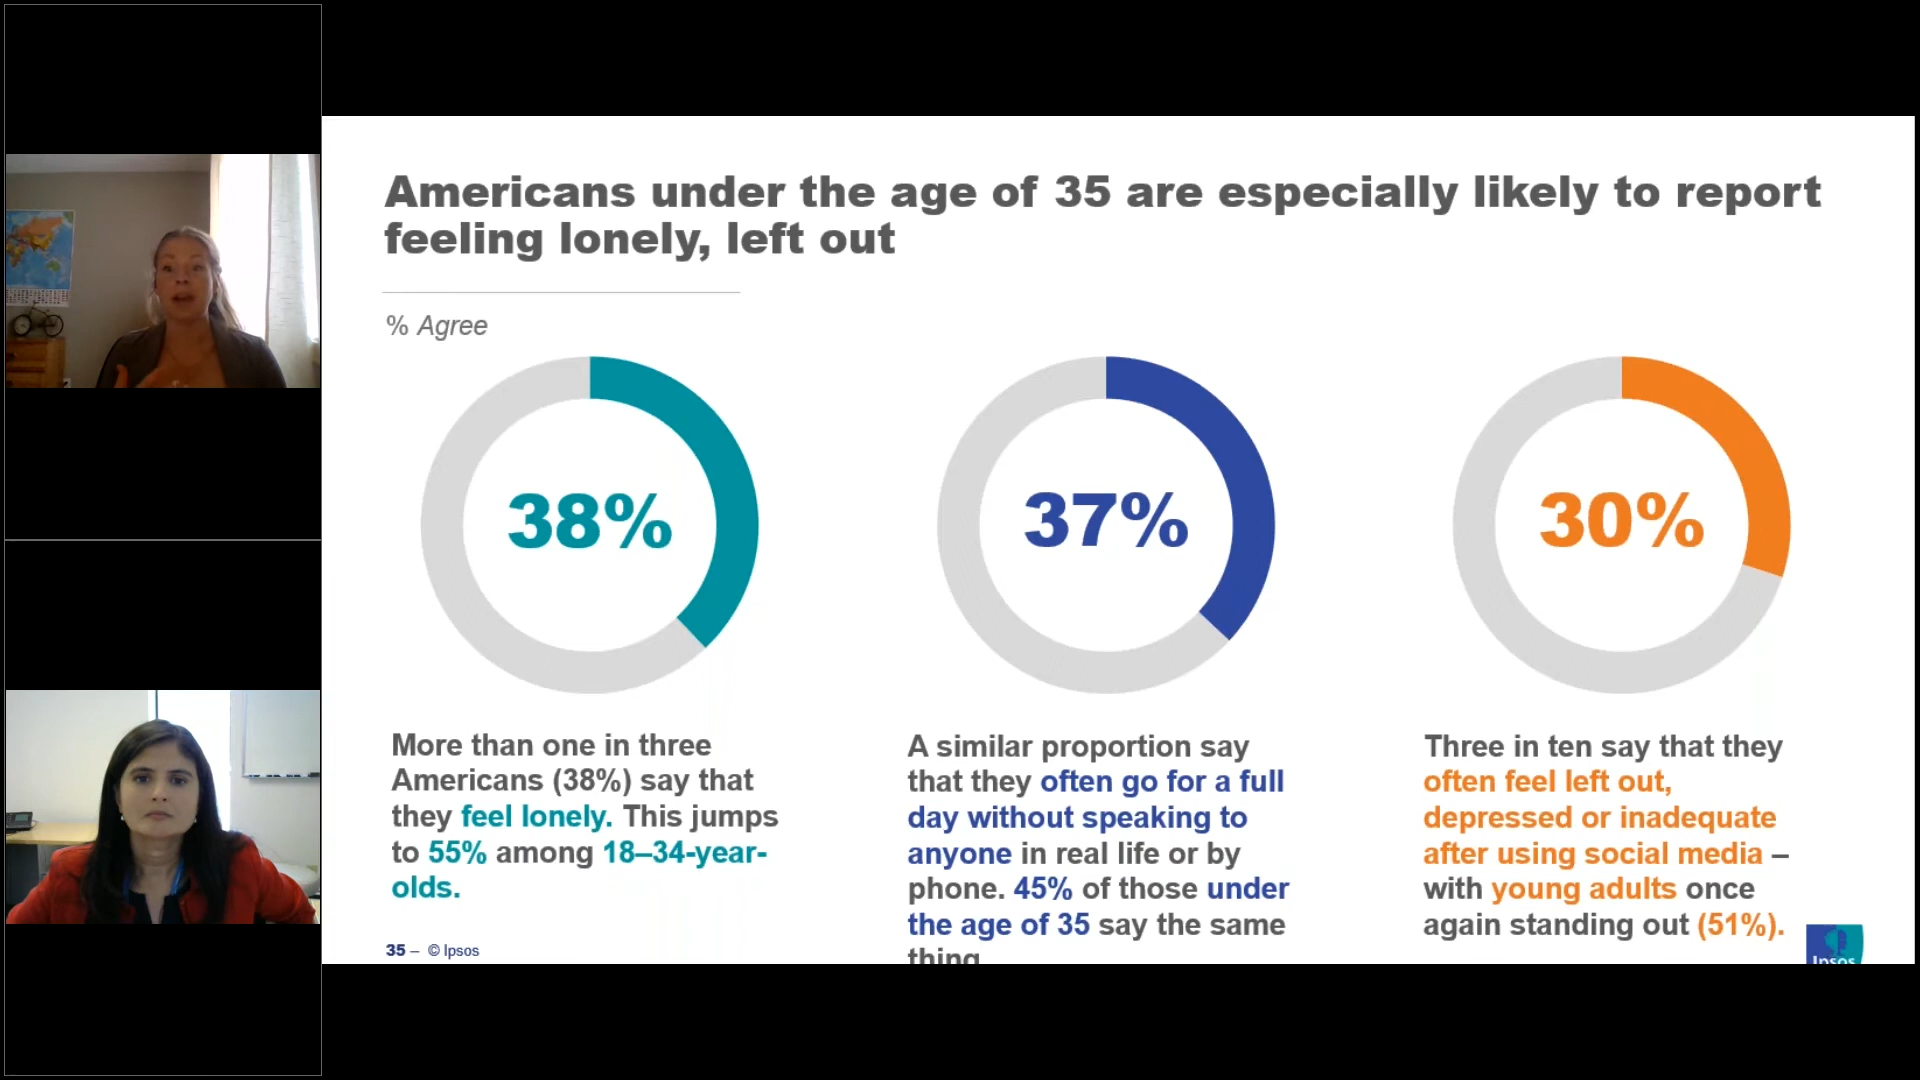 Americans under the age of 35 are especially likely to report
feeling lonely, left out
% Agree
38%
37%
30%
More than one in three
Americans (38%) say that
they feel lonely. This jumps
to 55% among 18–34-year-
olds.
A similar proportion say
that they often go for a full
day without speaking to
anyone in real life or by
phone. 45% of those under
the age of 35 say the same
thing
Three in ten say that they
often feel left out,
depressed or inadequate
after using social media –
with young adults once
again standing out (51%).
35 – © Ipsos
Ipsos